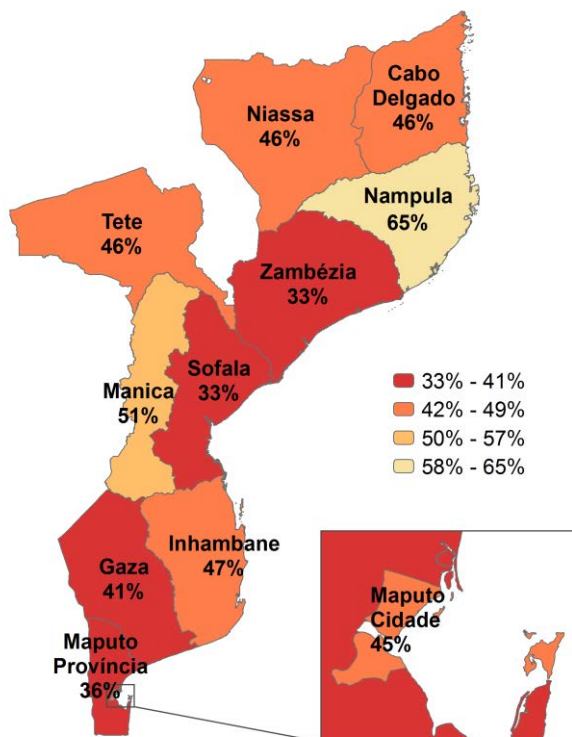 Cabo
Delgado
46%
Niassa
46%
Nampula
65%
Tete
46%
Zambézia
33%
Sofala
33%
Manica
51%
33% - 41%
42% - 49%
50% - 57%
58% - 65%
Inhambane
47%
Gaza
41%
Maputo
Província
36%
Maputo
Cidade
45%